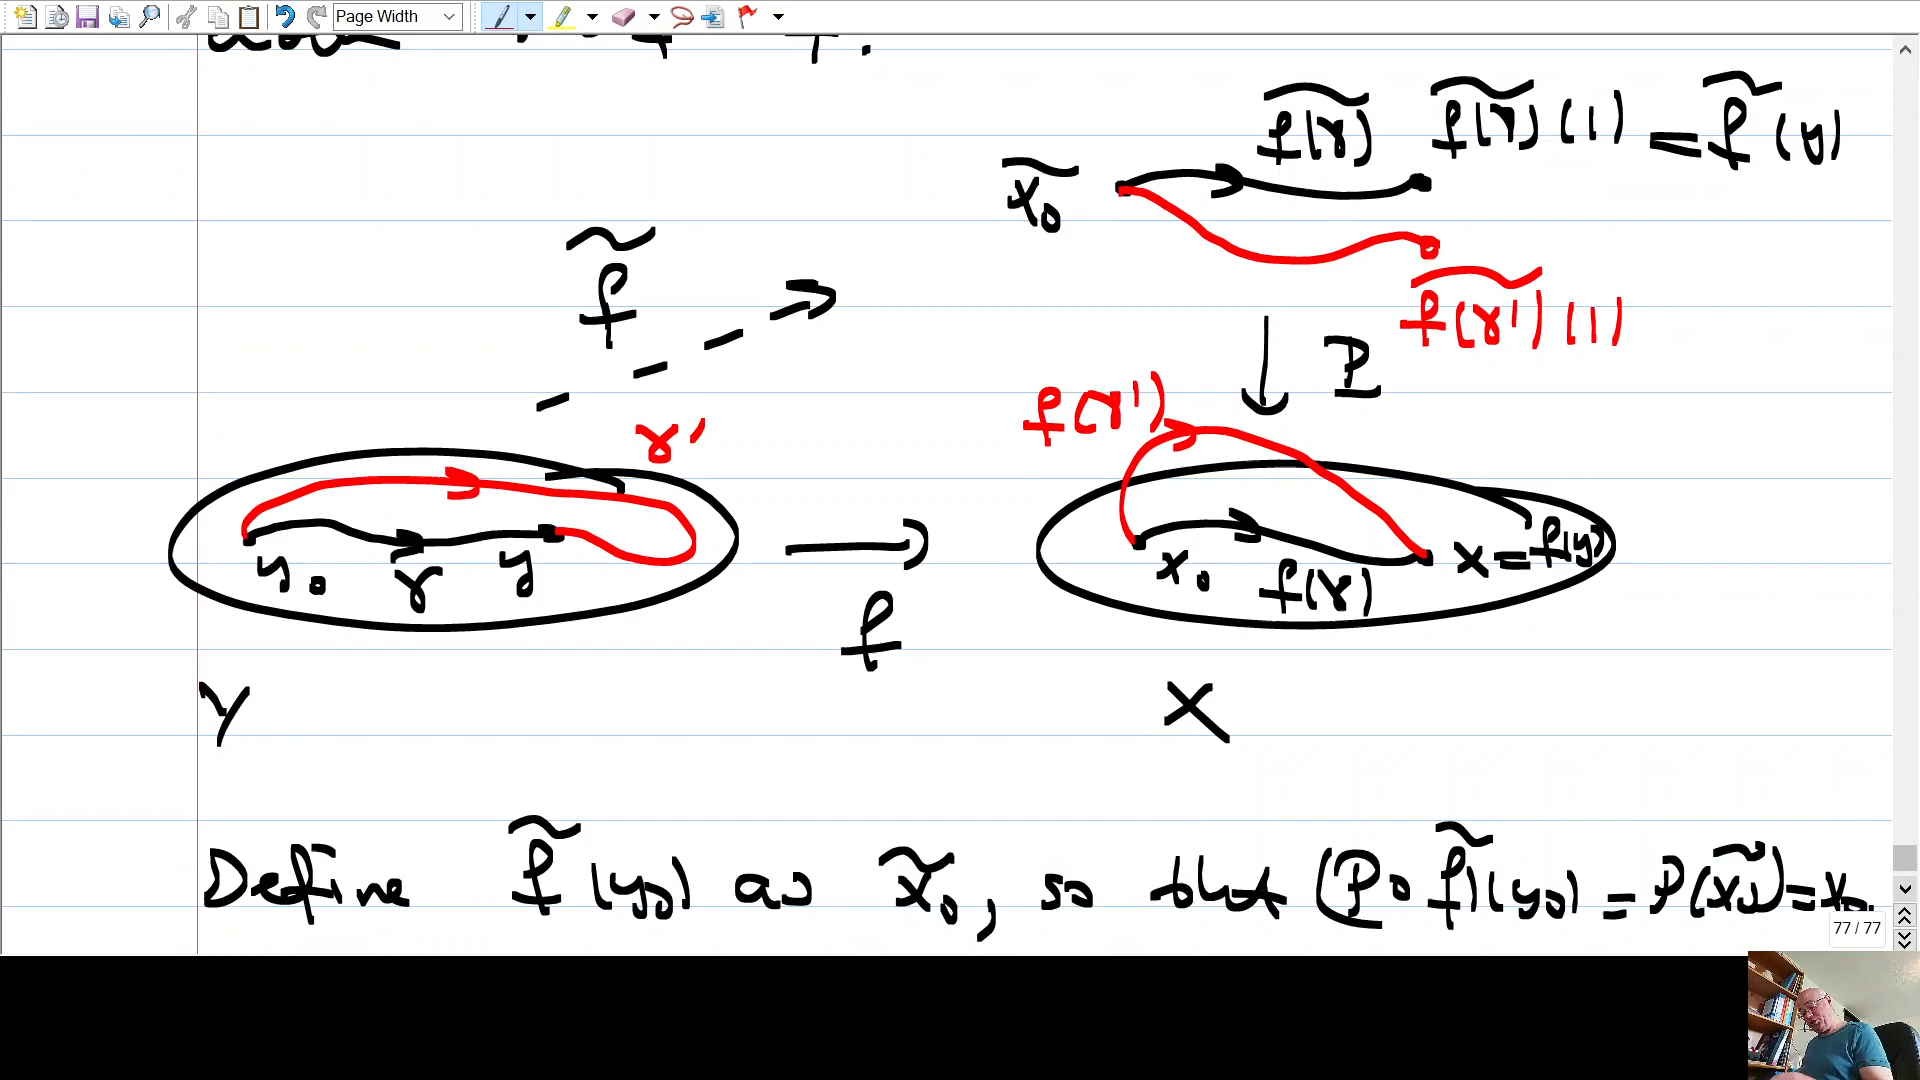 Page Width
f̃(γ) f̃(γ)(1) = f̃(y)
x̃₀
f̃
f̃(γ')(1)
P
f(γ')
γ'
y₀ γ y
x₀ f(γ) x = f(y)
f
Y X
Define f̃(y₀) as x̃₀, so that (P∘f̃)(y₀) = P(x̃₀) = x₀.
77 / 77